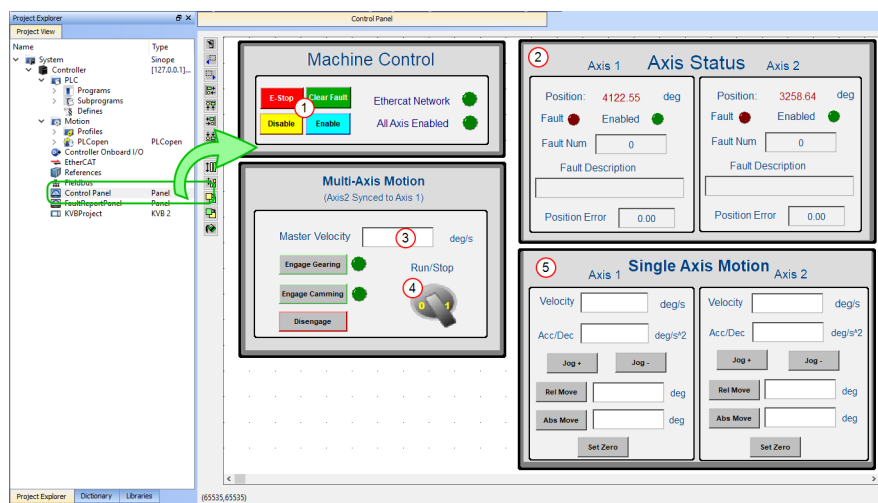 Project Explorer
Control Panel
Project View
Name Type
System Sinope
Controller [127.0.0.1]...
PLC
Programs
Subprograms
Defines
Motion
Profiles
PLCopen PLCopen
Controller Onboard I/O
EtherCAT
References
Fieldbus
Control Panel Panel
FaultReportPanel Panel
KVBProject KVB 2
Machine Control
E-Stop Clear Fault
1
Disable Enable
Ethercat Network
All Axis Enabled
Multi-Axis Motion
(Axis2 Synced to Axis 1)
Master Velocity 3 deg/s
Engage Gearing
Run/Stop
Engage Camming
4
0 1
Disengage
2
Axis 1 Axis Status Axis 2
Position: 4122.55 deg
Fault Enabled
Fault Num 0
Fault Description
Position Error 0.00
Position: 3258.64 deg
Fault Enabled
Fault Num 0
Fault Description
Position Error 0.00
5
Axis 1 Single Axis Motion Axis 2
Velocity deg/s
Acc/Dec deg/s^2
Jog + Jog -
Rel Move deg
Abs Move deg
Set Zero
Velocity deg/s
Acc/Dec deg/s^2
Jog + Jog -
Rel Move deg
Abs Move deg
Set Zero
Project Explorer Dictionary Libraries
(65535,65535)